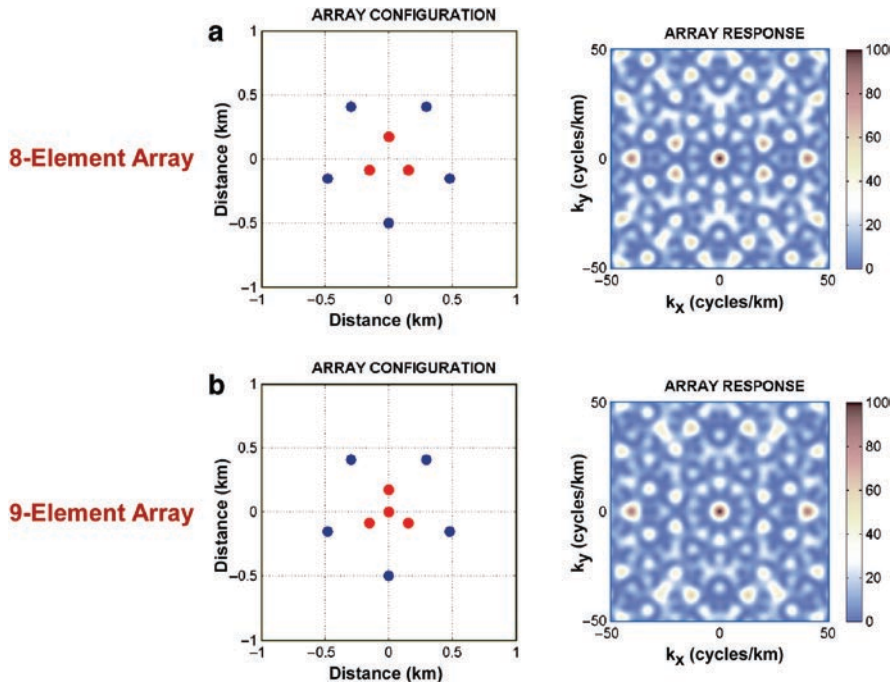 a
ARRAY CONFIGURATION
8-Element Array
Distance (km)
1
0.5
0
−0.5
−1
−1
−0.5
0
0.5
1
Distance (km)
ARRAY RESPONSE
ky (cycles/km)
50
0
−50
−50
0
50
kx (cycles/km)
100
80
60
40
20
0
b
ARRAY CONFIGURATION
9-Element Array
Distance (km)
1
0.5
0
−0.5
−1
−1
−0.5
0
0.5
1
Distance (km)
ARRAY RESPONSE
ky (cycles/km)
50
0
−50
−50
0
50
kx (cycles/km)
100
80
60
40
20
0